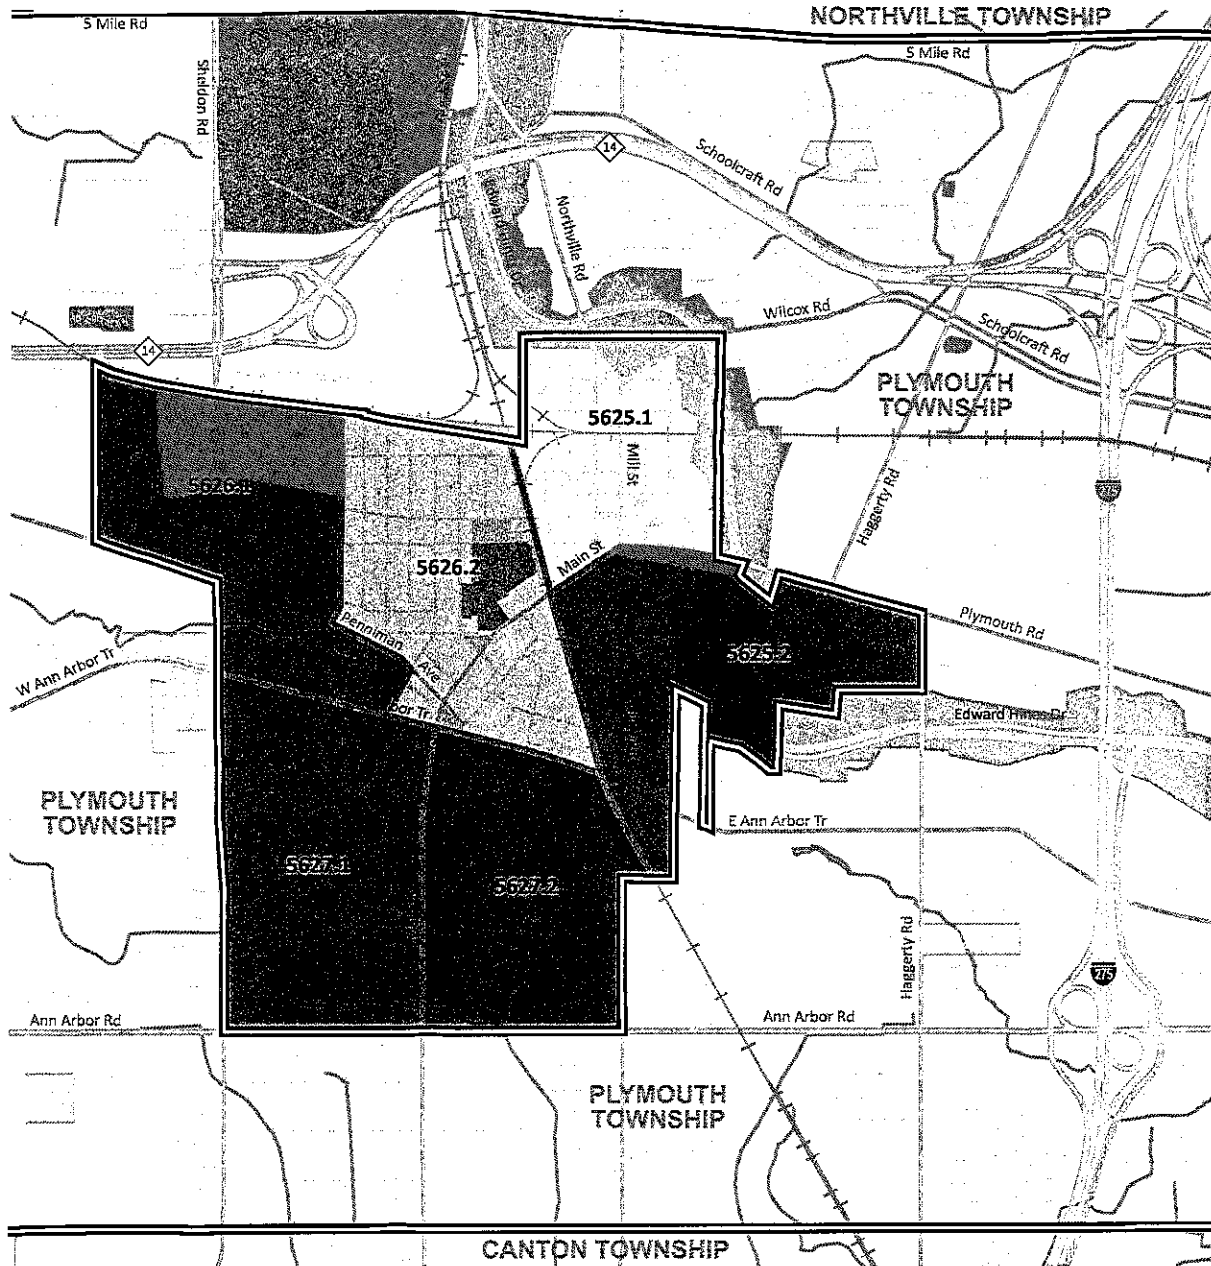 NORTHVILLE TOWNSHIP
5 Mile Rd
5 Mile Rd
Sheldon Rd
14
Schoolcraft Rd
Northville Rd
Wilcox Rd
Schoolcraft Rd
14
PLYMOUTH
TOWNSHIP
5625.1
Mill St
Haggerty Rd
275
5626.2
Main St
Penniman
Ave
Plymouth Rd
5625.2
W Ann Arbor Tr
bor Tr
Edward Hines Dr
PLYMOUTH
TOWNSHIP
E Ann Arbor Tr
5627.1
5627.2
Haggerty Rd
275
Ann Arbor Rd
Ann Arbor Rd
PLYMOUTH
TOWNSHIP
CANTON TOWNSHIP